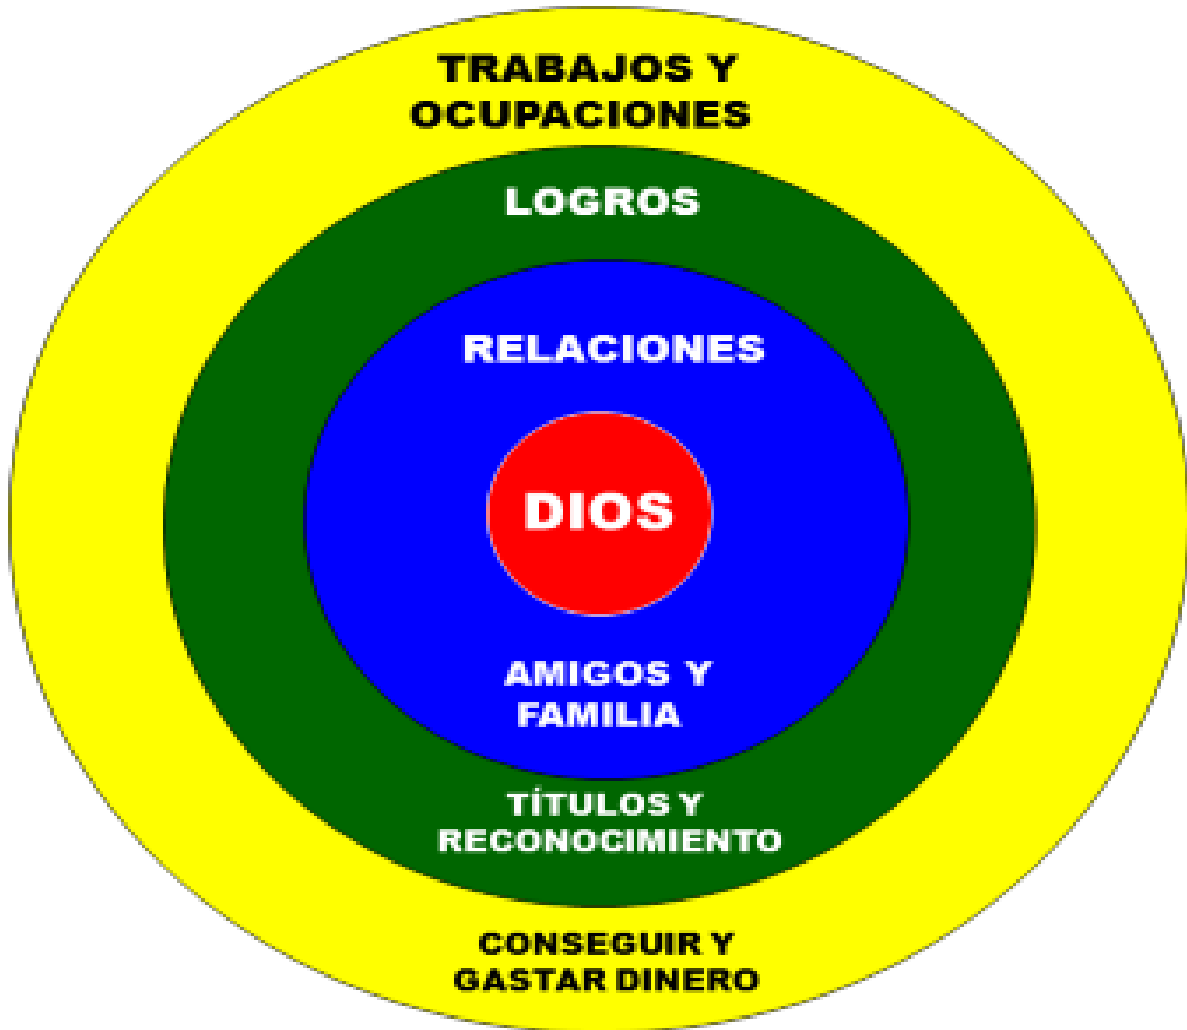 TRABAJOS Y
OCUPACIONES
LOGROS
RELACIONES
DIOS
AMIGOS Y
FAMILIA
TÍTULOS Y
RECONOCIMIENTO
CONSEGUIR Y
GASTAR DINERO